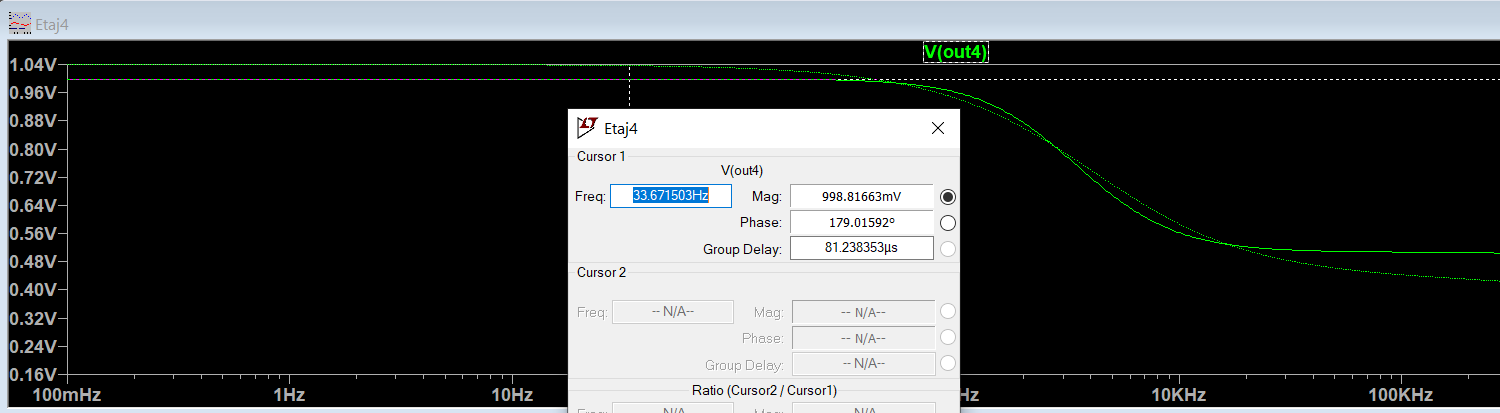 Etaj4
V(out4)
1.04V
0.96V
0.88V
0.80V
0.72V
0.64V
0.56V
0.48V
0.40V
0.32V
0.24V
0.16V
100mHz 1Hz 10Hz Hz 10KHz 100KHz
Etaj4
Cursor 1
V(out4)
Freq: 33.671503Hz Mag: 998.81663mV
Phase: 179.01592°
Group Delay: 81.238353µs
Cursor 2
Freq: -- N/A-- Mag: -- N/A--
Phase: -- N/A--
Group Delay: -- N/A--
Ratio (Cursor2 / Cursor1)
Freq: N/A Mag: N/A